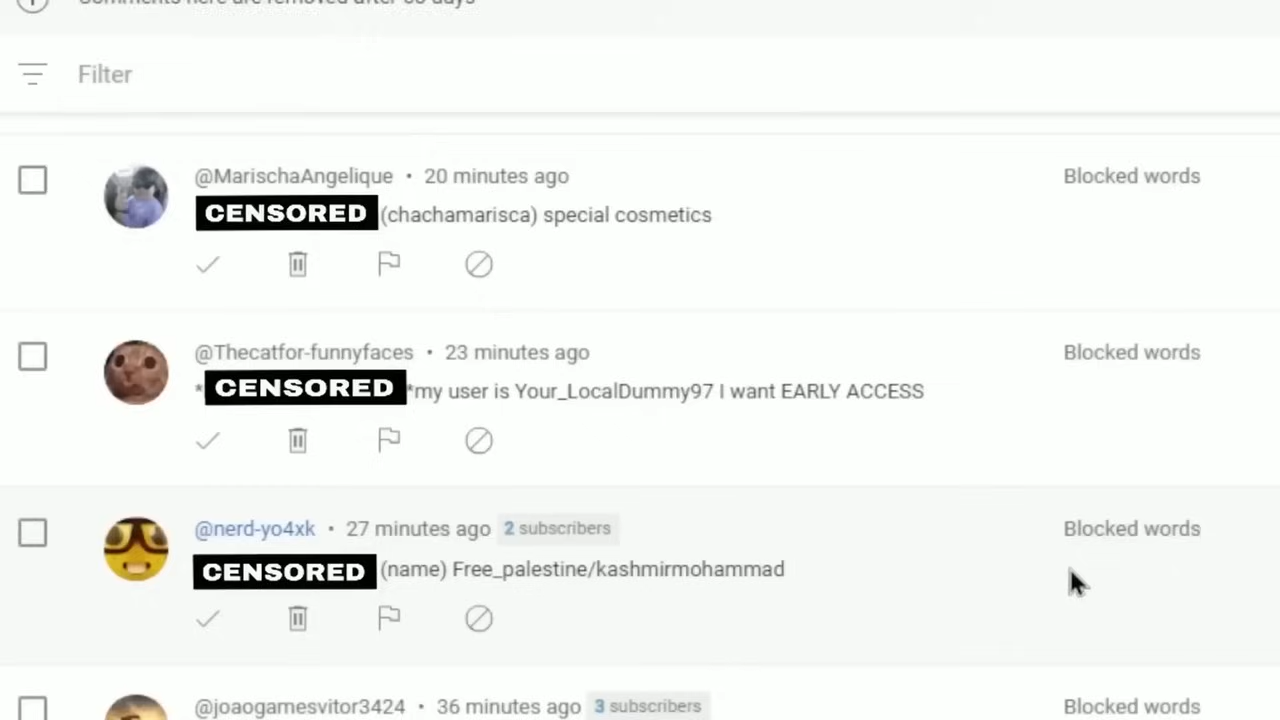 Comments here are removed after 60 days
Filter
@MarischaAngelique • 20 minutes ago Blocked words
CENSORED (chachamarisca) special cosmetics
@Thecatfor-funnyfaces • 23 minutes ago Blocked words
*CENSORED*my user is Your_LocalDummy97 I want EARLY ACCESS
@nerd-yo4xk • 27 minutes ago 2 subscribers Blocked words
CENSORED (name) Free_palestine/kashmirmohammad
@joaogamesvitor3424 • 36 minutes ago 3 subscribers Blocked words